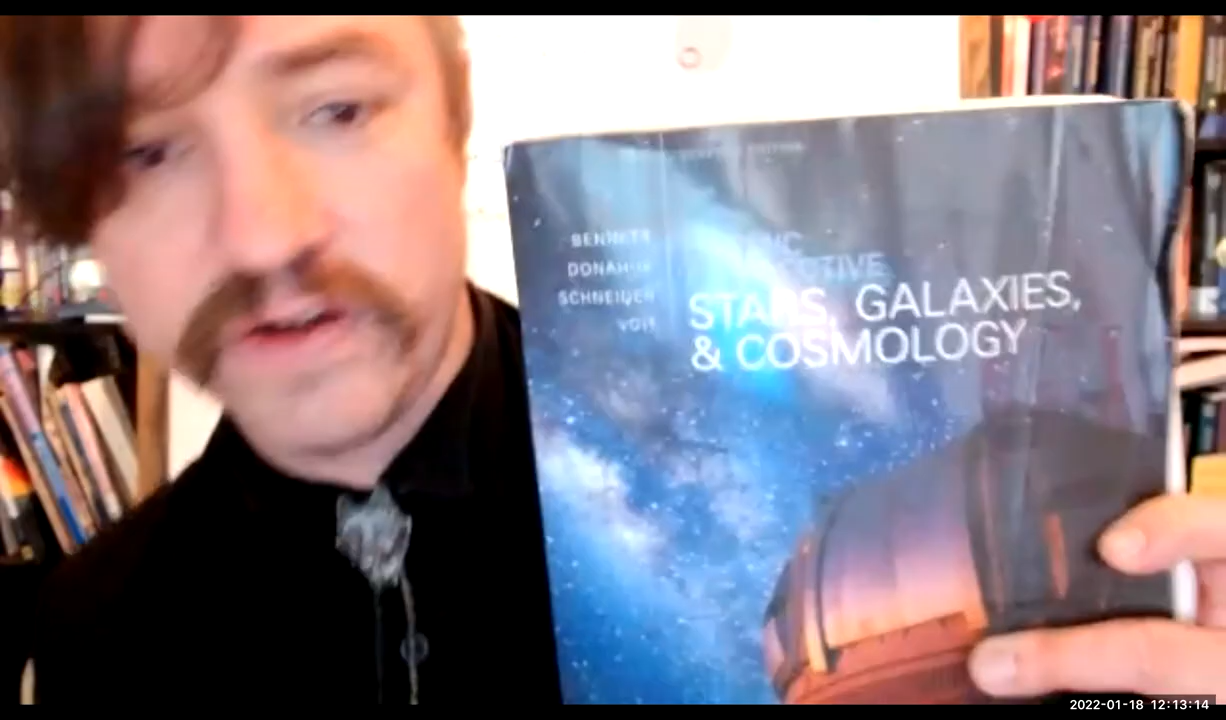 BENNETT
DONAHUE
SCHNEIDER
VOIT
STARS, GALAXIES,
& COSMOLOGY
2022-01-18 12:13:14